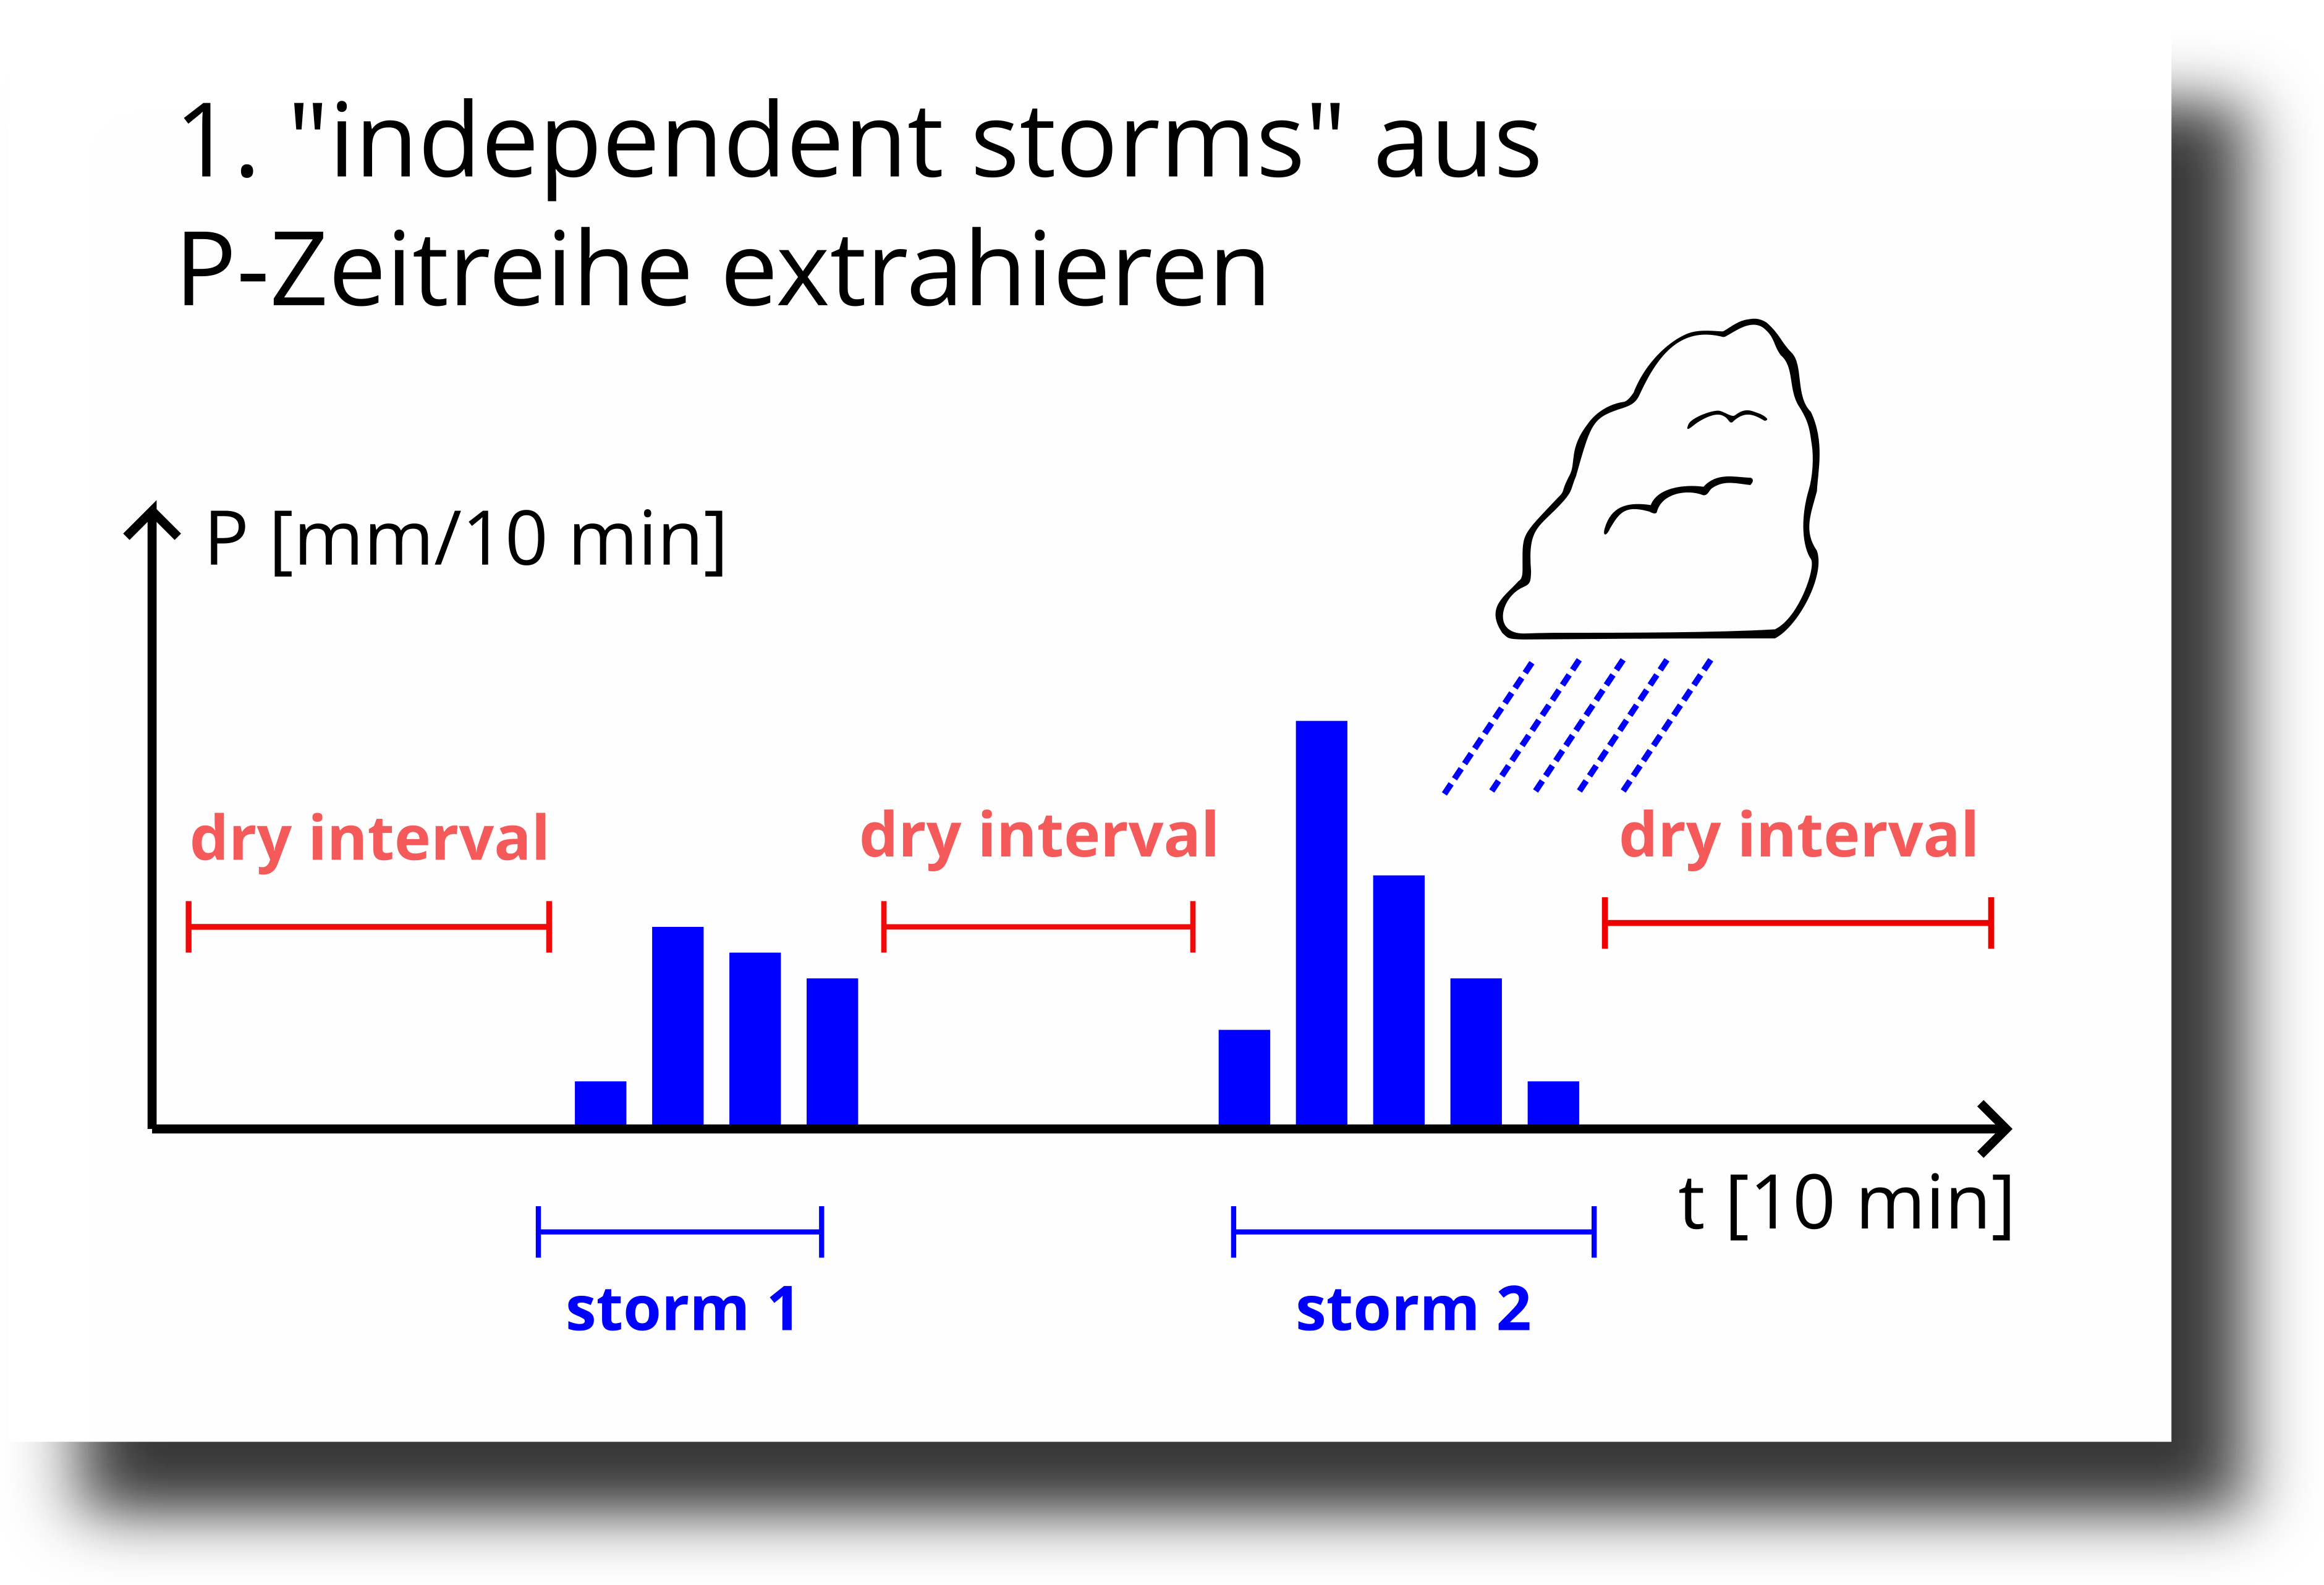 1. "independent storms" aus
P-Zeitreihe extrahieren
P [mm/10 min]
dry interval
dry interval
dry interval
t [10 min]
storm 1
storm 2